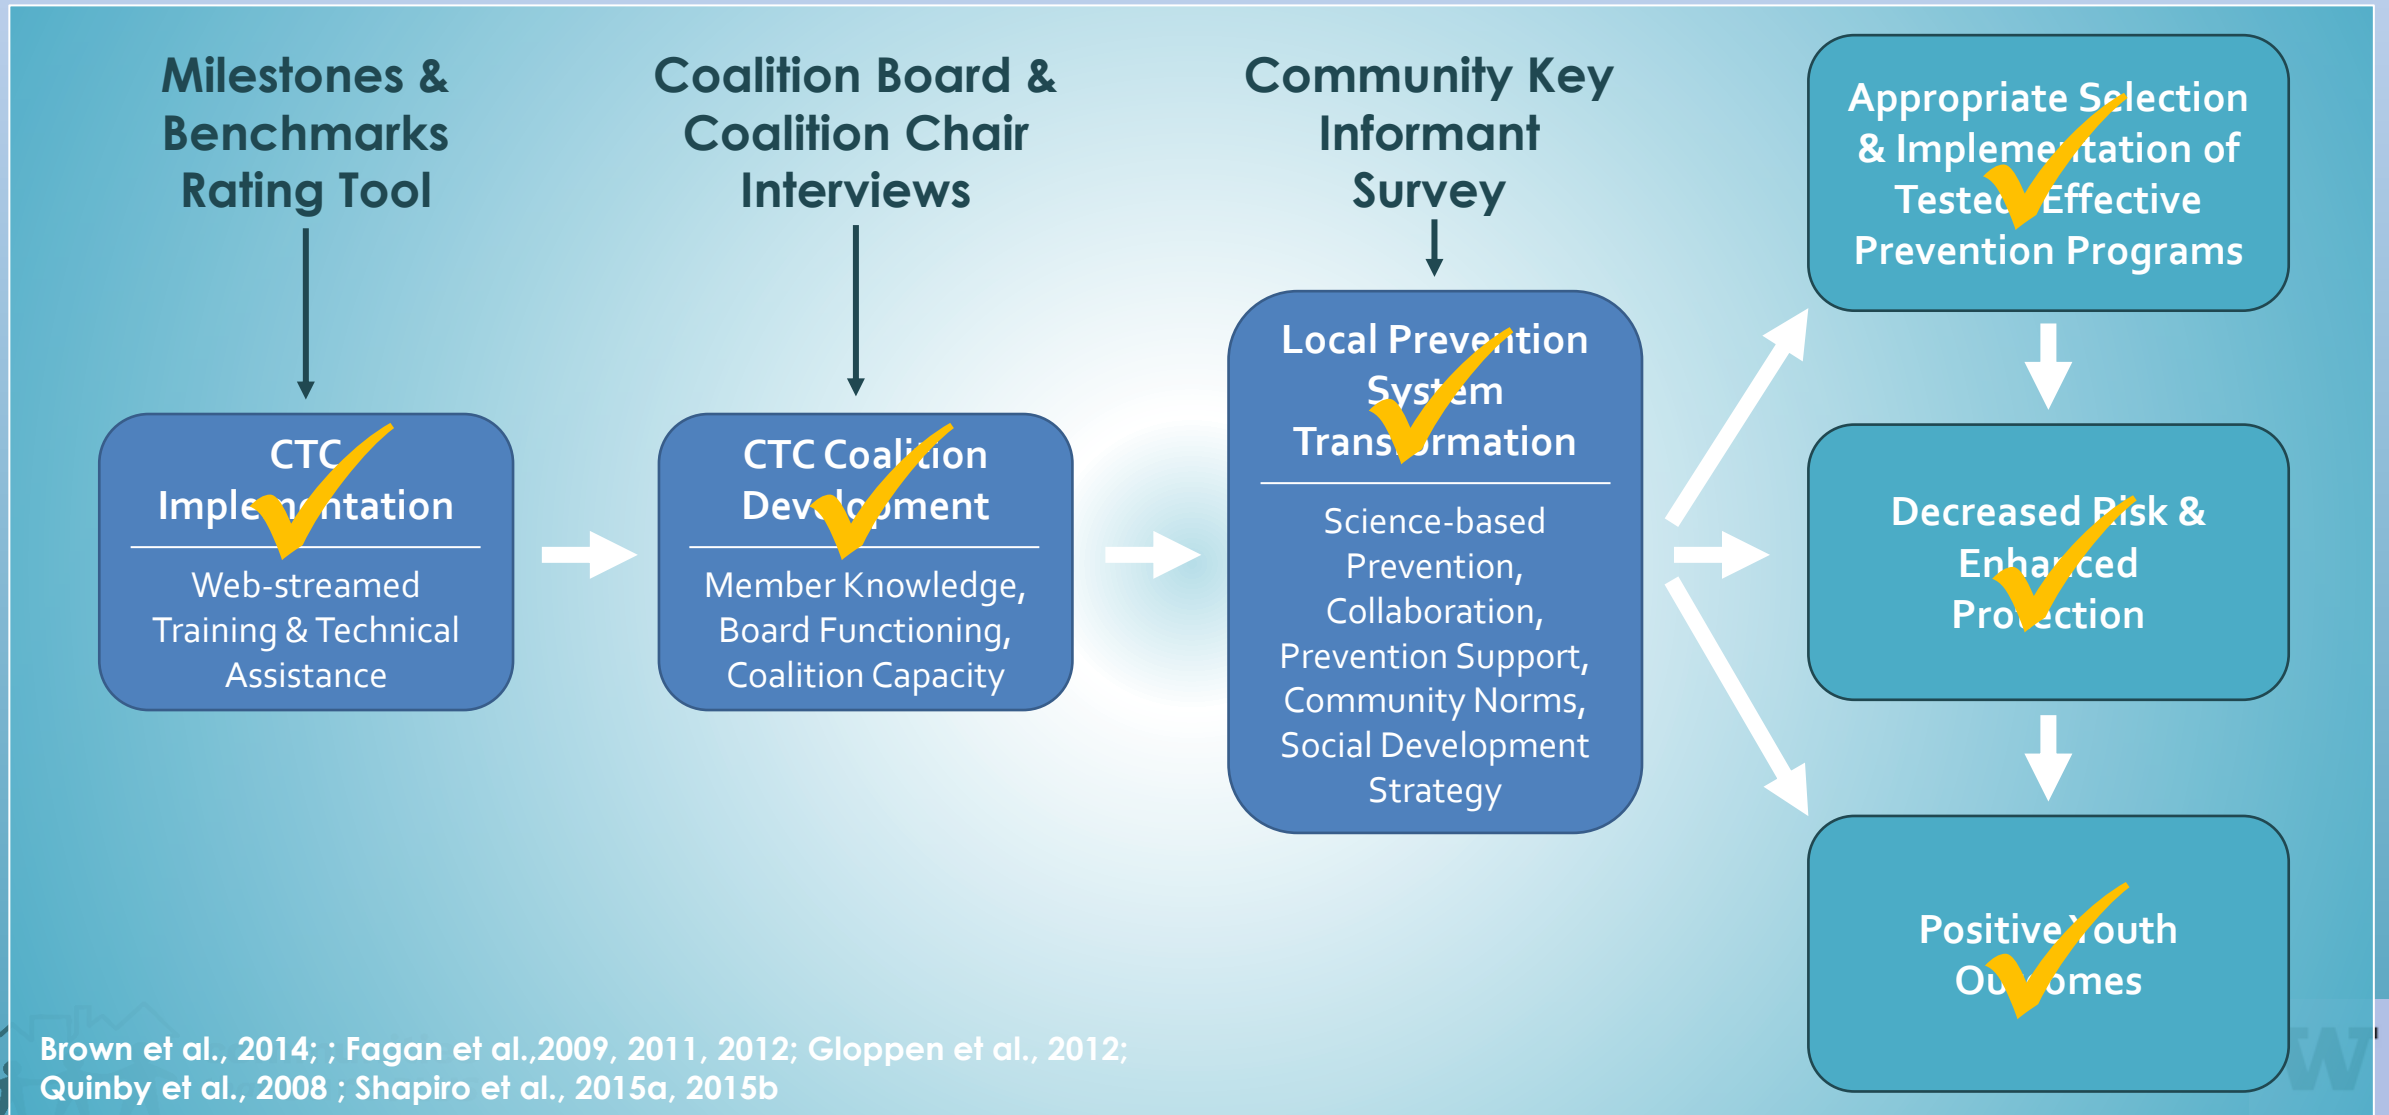 Milestones &
Benchmarks
Rating Tool
Coalition Board &
Coalition Chair
Interviews
Community Key
Informant
Survey
Appropriate Selection
& Implementation of
Tested, Effective
Prevention Programs
CTC
Implementation
Web-streamed
Training & Technical
Assistance
CTC Coalition
Development
Member Knowledge,
Board Functioning,
Coalition Capacity
Local Prevention
System
Transformation
Science-based
Prevention,
Collaboration,
Prevention Support,
Community Norms,
Social Development
Strategy
Decreased Risk &
Enhanced
Protection
Positive Youth
Outcomes
Brown et al., 2014; ; Fagan et al.,2009, 2011, 2012; Gloppen et al., 2012;
Quinby et al., 2008 ; Shapiro et al., 2015a, 2015b
W